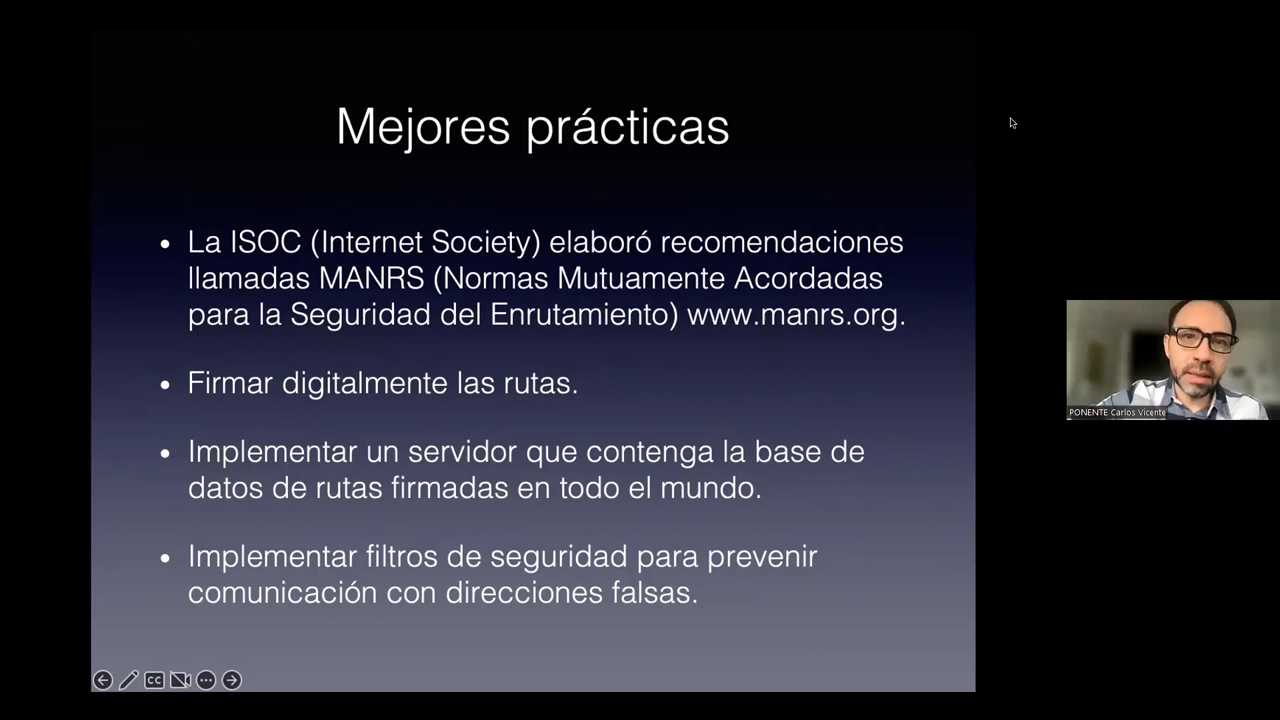 Mejores prácticas
• La ISOC (Internet Society) elaboró recomendaciones
llamadas MANRS (Normas Mutuamente Acordadas
para la Seguridad del Enrutamiento) www.manrs.org.
• Firmar digitalmente las rutas.
• Implementar un servidor que contenga la base de
datos de rutas firmadas en todo el mundo.
• Implementar filtros de seguridad para prevenir
comunicación con direcciones falsas.
PONENTE Carlos Vicente
CC